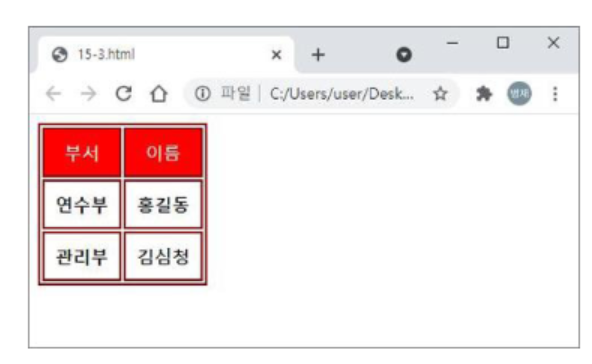 15-3.html
파일 | C:/Users/user/Desk...
부서 이름
연수부 홍길동
관리부 김심청